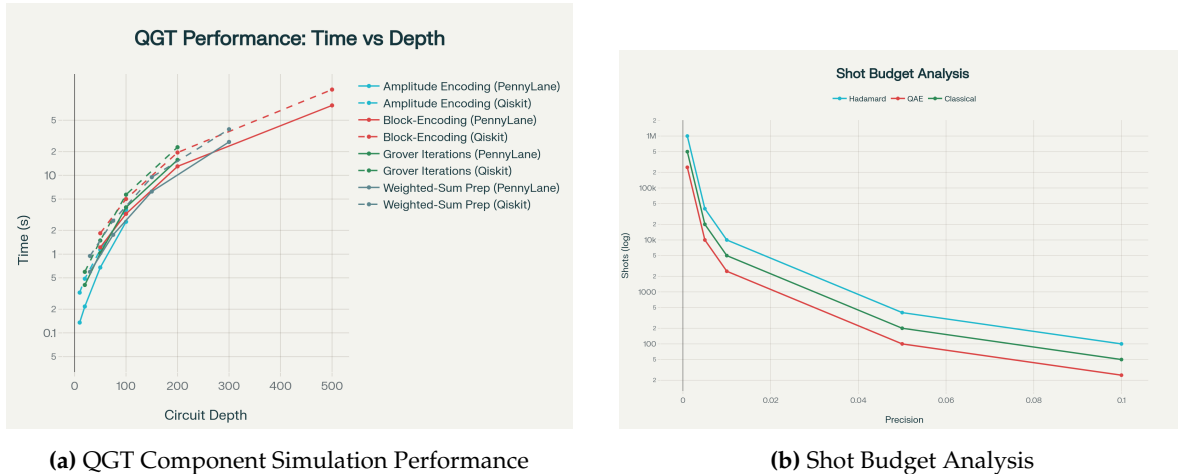 QGT Performance: Time vs Depth
Amplitude Encoding (PennyLane)
Amplitude Encoding (Qiskit)
Block-Encoding (PennyLane)
Block-Encoding (Qiskit)
Grover Iterations (PennyLane)
Grover Iterations (Qiskit)
Weighted-Sum Prep (PennyLane)
Weighted-Sum Prep (Qiskit)
5
2
10
5
2
1
5
2
0.1
5
Time (s)
0 100 200 300 400 500
Circuit Depth
(a) QGT Component Simulation Performance
Shot Budget Analysis
Hadamard QAE Classical
2
1M
5
2
100k
5
2
10k
5
2
1000
5
2
100
5
2
Shots (log)
0 0.02 0.04 0.06 0.08 0.1
Precision
(b) Shot Budget Analysis